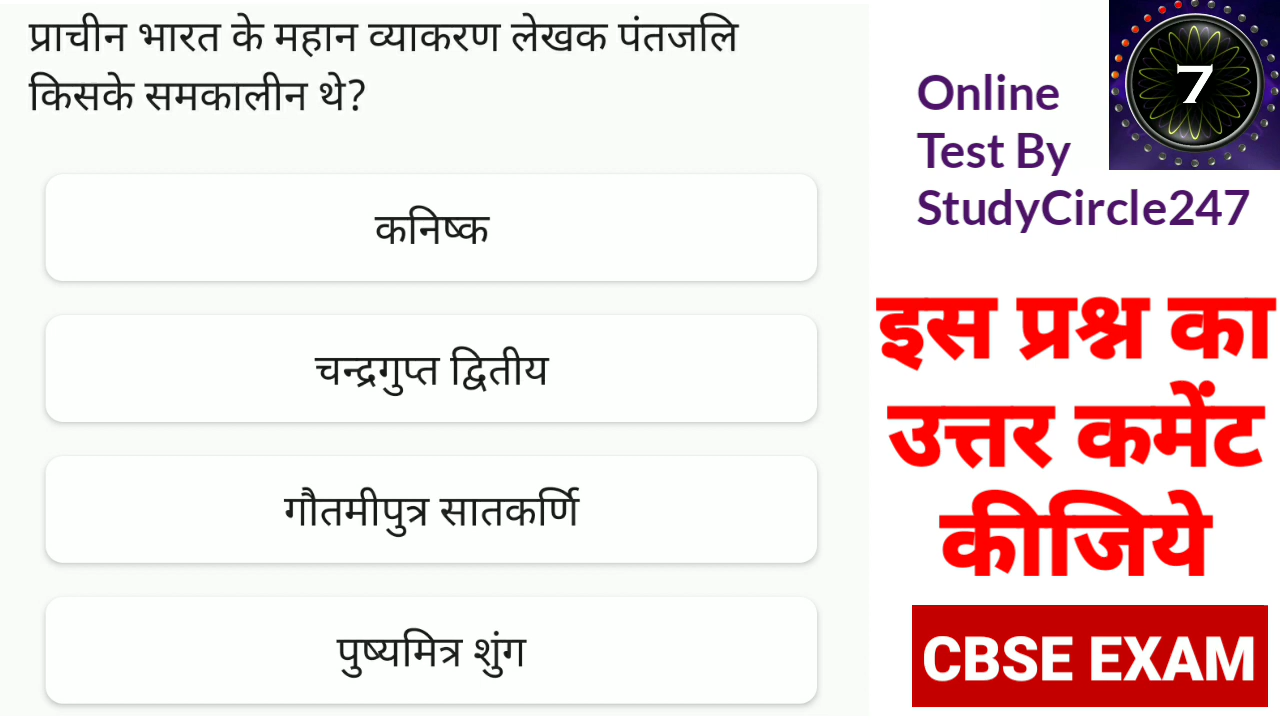 प्राचीन भारत के महान व्याकरण लेखक पंतजलि
किसके समकालीन थे?
कनिष्क
चन्द्रगुप्त द्वितीय
गौतमीपुत्र सातकर्णि
पुष्यमित्र शुंग
Online
Test By
StudyCircle247
7
इस प्रश्न का
उत्तर कमेंट
कीजिये
CBSE EXAM